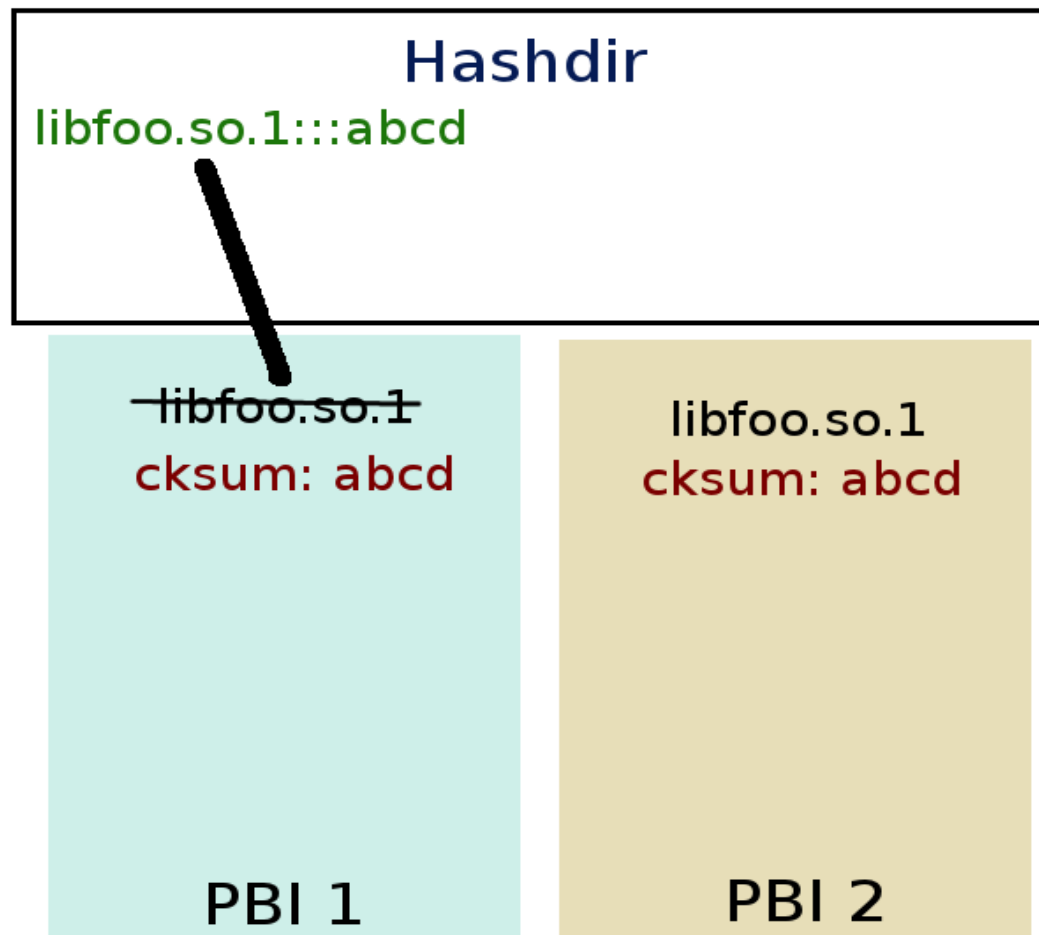 Hashdir
libfoo.so.1:::abcd
libfoo.so.1
cksum: abcd
PBI 1
libfoo.so.1
cksum: abcd
PBI 2